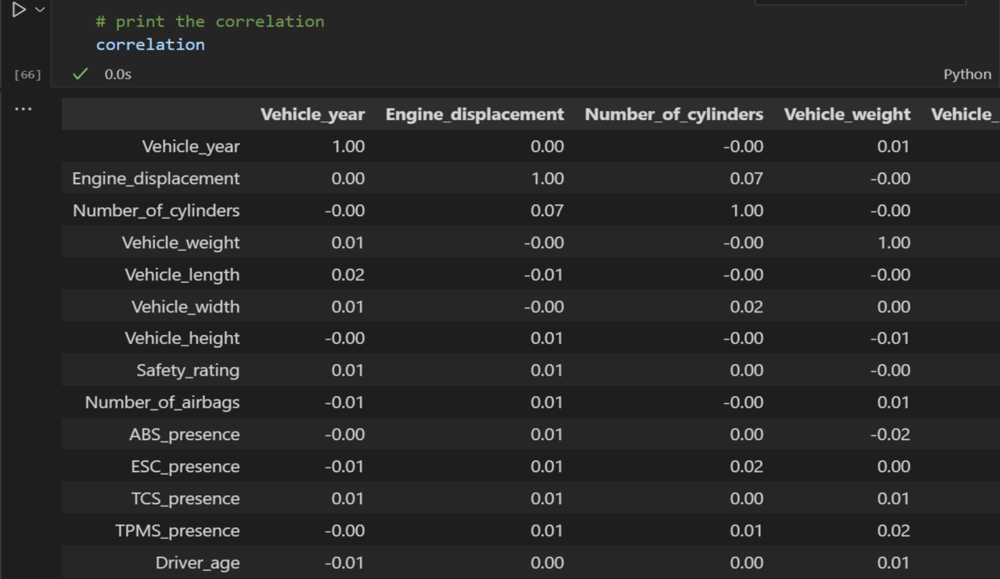 # print the correlation
correlation
[66] 0.0s Python
...
Vehicle_year Engine_displacement Number_of_cylinders Vehicle_weight Vehicle_
Vehicle_year 1.00 0.00 -0.00 0.01
Engine_displacement 0.00 1.00 0.07 -0.00
Number_of_cylinders -0.00 0.07 1.00 -0.00
Vehicle_weight 0.01 -0.00 -0.00 1.00
Vehicle_length 0.02 -0.01 -0.00 -0.00
Vehicle_width 0.01 -0.00 0.02 0.00
Vehicle_height -0.00 0.01 -0.00 -0.01
Safety_rating 0.01 0.01 0.00 -0.00
Number_of_airbags -0.01 0.01 -0.00 0.01
ABS_presence -0.00 0.01 0.00 -0.02
ESC_presence -0.01 0.01 0.02 0.00
TCS_presence 0.01 0.01 0.00 0.01
TPMS_presence -0.00 0.01 0.01 0.02
Driver_age -0.01 0.00 0.00 0.01